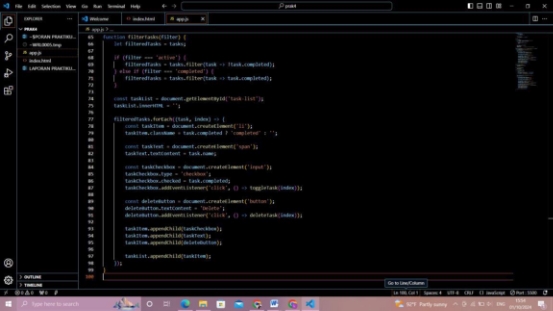 File Edit Selection View Go Run Terminal Help
prak4
EXPLORER
Welcome
index.html
app.js
PRAK4
app.js
index.html
LAPORAN PRAKTIKU...
app.js > ...
65 function filterTasks(filter) {
66 let filteredTasks = tasks;
67
68 if (filter === 'active') {
69 filteredTasks = tasks.filter(task => !task.completed);
70 } else if (filter === 'completed') {
71 filteredTasks = tasks.filter(task => task.completed);
72 }
73
74 const taskList = document.getElementById('task-list');
75 taskList.innerHTML = '';
76
77 filteredTasks.forEach((task, index) => {
78 const taskItem = document.createElement('li');
79 taskItem.className = task.completed ? 'completed' : '';
80
81 const taskText = document.createElement('span');
82 taskText.textContent = task.name;
83
84 const taskCheckbox = document.createElement('input');
85 taskCheckbox.type = 'checkbox';
86 taskCheckbox.checked = task.completed;
87 taskCheckbox.addEventListener('click', () => toggleTask(index));
88
89 const deleteButton = document.createElement('button');
90 deleteButton.textContent = 'Delete';
91 deleteButton.addEventListener('click', () => deleteTask(index));
92
93 taskItem.appendChild(taskCheckbox);
94 taskItem.appendChild(taskText);
95 taskItem.appendChild(deleteButton);
96
97 taskList.appendChild(taskItem);
98 });
99 }
100
OUTLINE
TIMELINE
Go to Line/Column
Ln 100, Col 1 Spaces: 4 UTF-8 CRLF JavaScript Port : 5500
Type here to search
Partly sunny